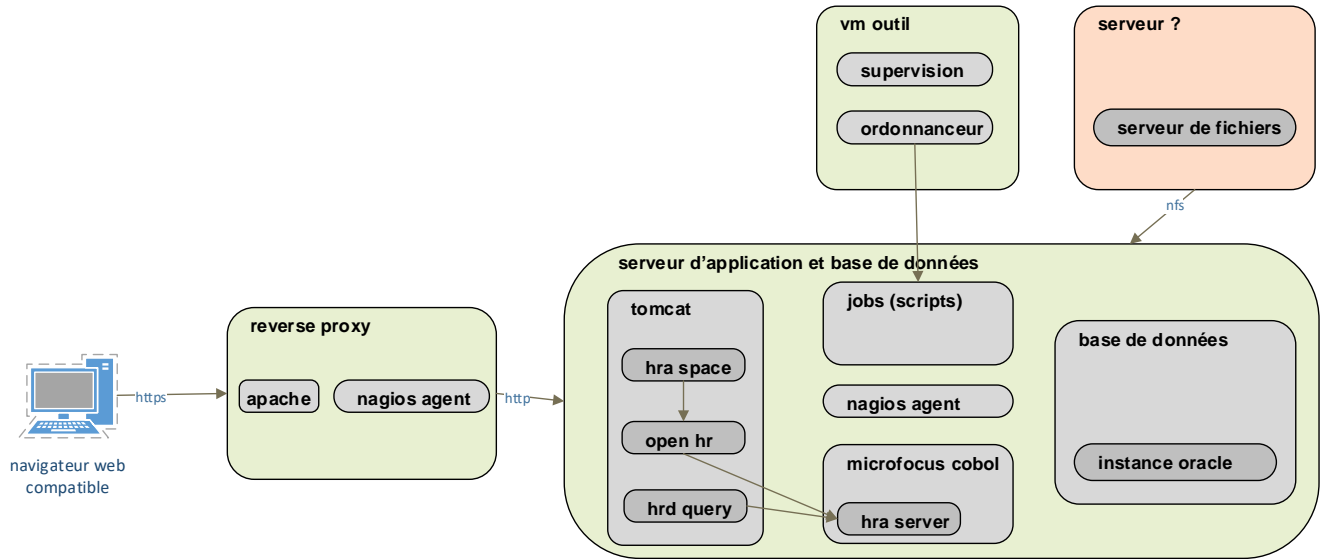 vm outil
supervision
ordonnanceur
serveur ?
serveur de fichiers
nfs
serveur d'application et base de données
tomcat
hra space
open hr
hrd query
jobs (scripts)
nagios agent
microfocus cobol
hra server
base de données
instance oracle
reverse proxy
apache
nagios agent
https
http
navigateur web
compatible